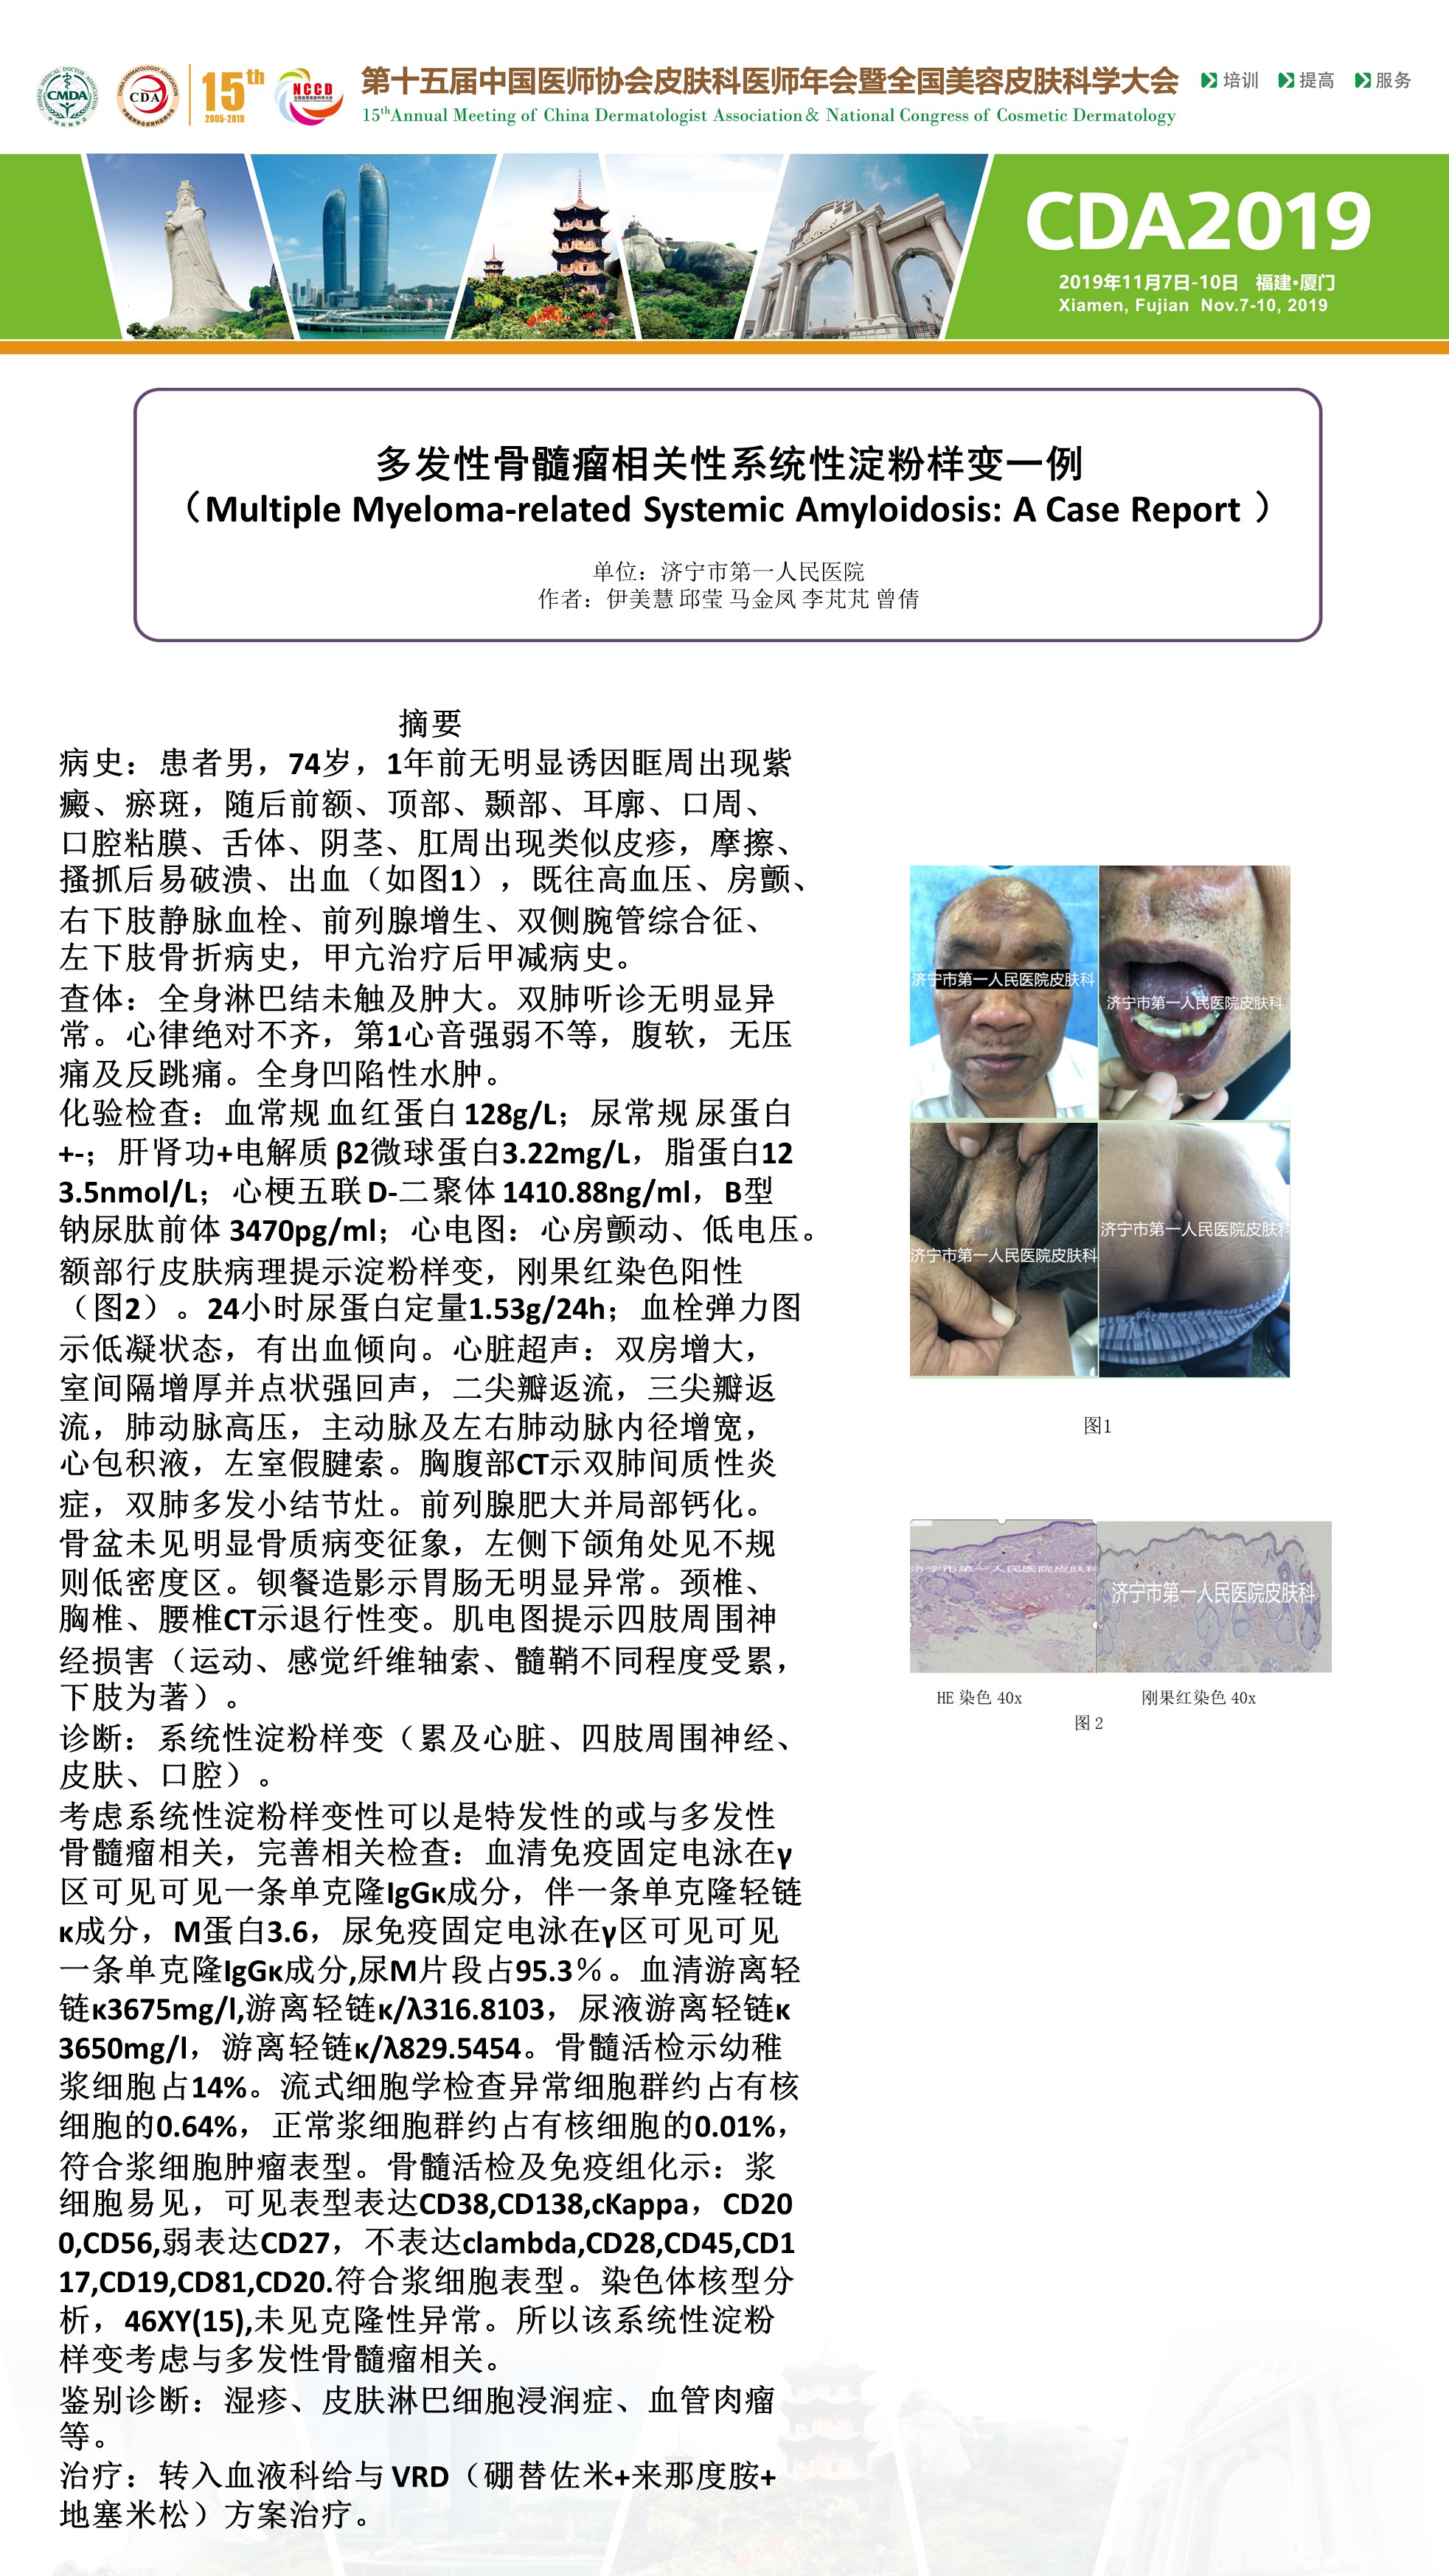 CMDA
CDA
15th
2005-2019
NCCD
第十五届中国医师协会皮肤科医师年会暨全国美容皮肤科学大会
15thAnnual Meeting of China Dermatologist Association & National Congress of Cosmetic Dermatology
培训 提高 服务
CDA2019
2019年11月7日-10日 福建•厦门
Xiamen, Fujian Nov.7-10, 2019
多发性骨髓瘤相关性系统性淀粉样变一例
（Multiple Myeloma-related Systemic Amyloidosis: A Case Report ）
单位：济宁市第一人民医院
作者：伊美慧 邱莹 马金凤 李芃芃 曾倩
摘要
病史：患者男，74岁，1年前无明显诱因眶周出现紫
癜、瘀斑，随后前额、顶部、颞部、耳廓、口周、
口腔粘膜、舌体、阴茎、肛周出现类似皮疹，摩擦、
搔抓后易破溃、出血（如图1），既往高血压、房颤、
右下肢静脉血栓、前列腺增生、双侧腕管综合征、
左下肢骨折病史，甲亢治疗后甲减病史。
查体：全身淋巴结未触及肿大。双肺听诊无明显异
常。心律绝对不齐，第1心音强弱不等，腹软，无压
痛及反跳痛。全身凹陷性水肿。
化验检查：血常规 血红蛋白 128g/L；尿常规 尿蛋白
+-；肝肾功+电解质 β2微球蛋白3.22mg/L，脂蛋白12
3.5nmol/L；心梗五联 D-二聚体 1410.88ng/ml，B型
钠尿肽前体 3470pg/ml；心电图：心房颤动、低电压。
额部行皮肤病理提示淀粉样变，刚果红染色阳性
（图2）。24小时尿蛋白定量1.53g/24h；血栓弹力图
示低凝状态，有出血倾向。心脏超声：双房增大，
室间隔增厚并点状强回声，二尖瓣返流，三尖瓣返
流，肺动脉高压，主动脉及左右肺动脉内径增宽，
心包积液，左室假腱索。胸腹部CT示双肺间质性炎
症，双肺多发小结节灶。前列腺肥大并局部钙化。
骨盆未见明显骨质病变征象，左侧下颌角处见不规
则低密度区。钡餐造影示胃肠无明显异常。颈椎、
胸椎、腰椎CT示退行性变。肌电图提示四肢周围神
经损害（运动、感觉纤维轴索、髓鞘不同程度受累，
下肢为著）。
诊断：系统性淀粉样变（累及心脏、四肢周围神经、
皮肤、口腔）。
考虑系统性淀粉样变性可以是特发性的或与多发性
骨髓瘤相关，完善相关检查：血清免疫固定电泳在γ
区可见可见一条单克隆IgGκ成分，伴一条单克隆轻链
κ成分，M蛋白3.6，尿免疫固定电泳在γ区可见可见
一条单克隆IgGκ成分,尿M片段占95.3％。血清游离轻
链κ3675mg/l,游离轻链κ/λ316.8103，尿液游离轻链κ
3650mg/l，游离轻链κ/λ829.5454。骨髓活检示幼稚
浆细胞占14%。流式细胞学检查异常细胞群约占有核
细胞的0.64%，正常浆细胞群约占有核细胞的0.01%，
符合浆细胞肿瘤表型。骨髓活检及免疫组化示：浆
细胞易见，可见表型表达CD38,CD138,cKappa，CD20
0,CD56,弱表达CD27，不表达clambda,CD28,CD45,CD1
17,CD19,CD81,CD20.符合浆细胞表型。染色体核型分
析，46XY(15),未见克隆性异常。所以该系统性淀粉
样变考虑与多发性骨髓瘤相关。
鉴别诊断：湿疹、皮肤淋巴细胞浸润症、血管肉瘤
等。
治疗：转入血液科给与 VRD（硼替佐米+来那度胺+
地塞米松）方案治疗。
济宁市第一人民医院皮肤科
济宁市第一人民医院皮肤科
济宁市第一人民医院皮肤科
济宁市第一人民医院皮肤科
图1
济宁市第一人民医院皮肤科
济宁市第一人民医院皮肤科
HE 染色 40x 刚果红染色 40x
图 2